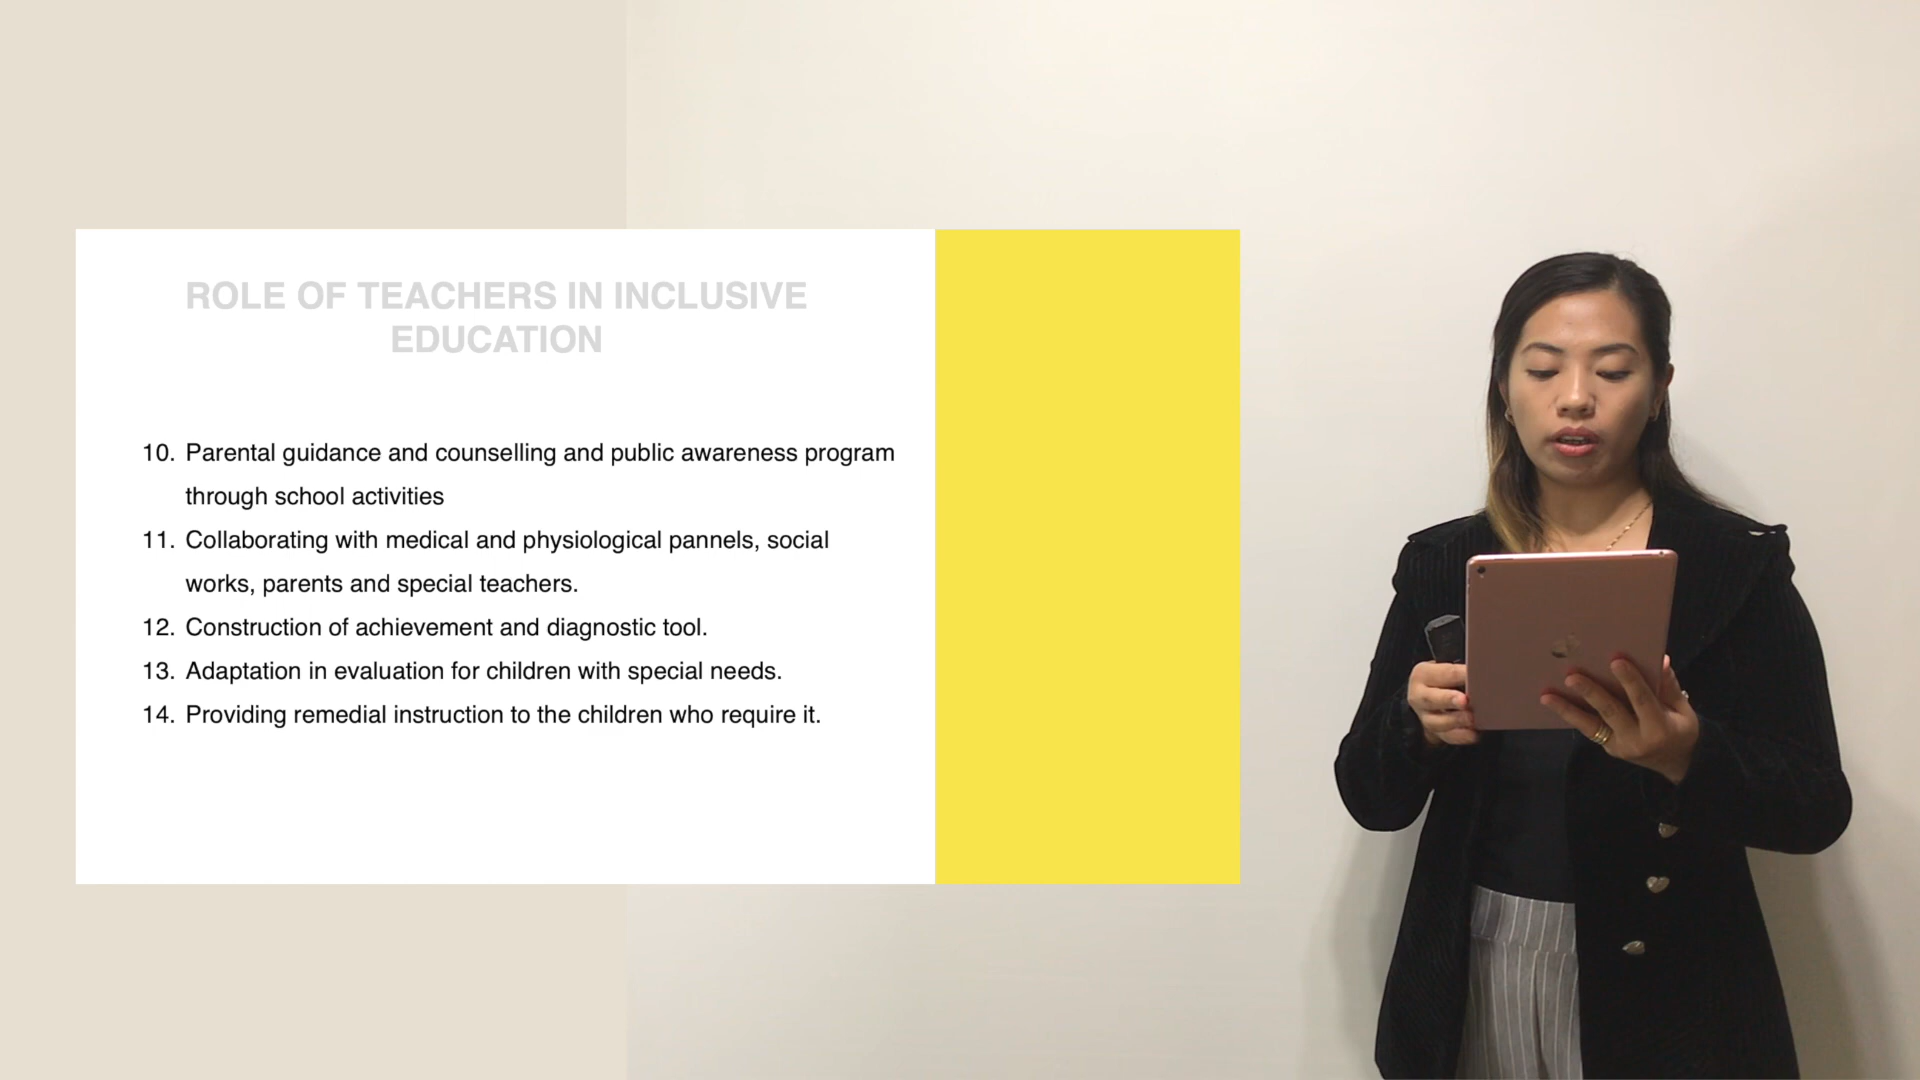 ROLE OF TEACHERS IN INCLUSIVE
EDUCATION
10. Parental guidance and counselling and public awareness program
through school activities
11. Collaborating with medical and physiological pannels, social
works, parents and special teachers.
12. Construction of achievement and diagnostic tool.
13. Adaptation in evaluation for children with special needs.
14. Providing remedial instruction to the children who require it.